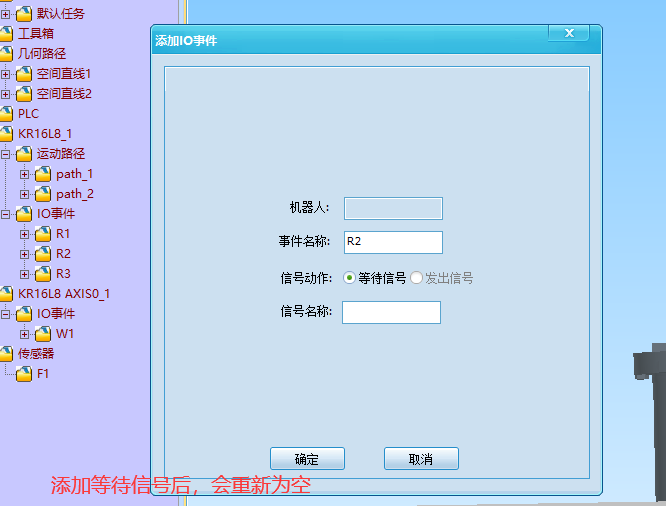 默认任务
工具箱
几何路径
空间直线1
空间直线2
PLC
KR16L8_1
运动路径
path_1
path_2
IO事件
R1
R2
R3
KR16L8 AXIS0_1
IO事件
W1
传感器
F1
添加IO事件
机器人:
事件名称: R2
信号动作: 等待信号 发出信号
信号名称:
确定 取消
添加等待信号后，会重新为空